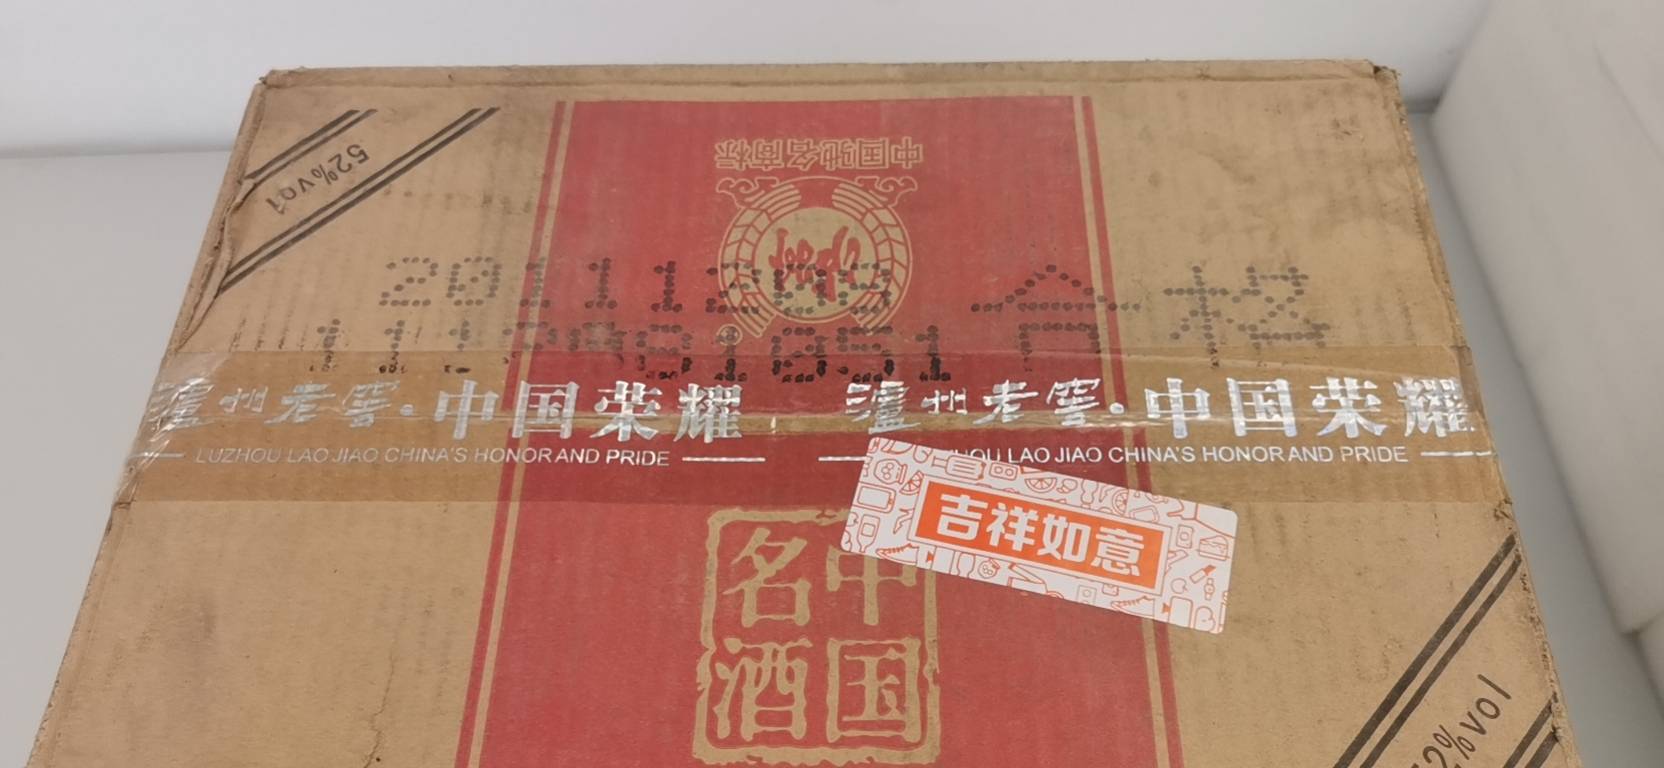 中国驰名商标
52%vol
合格
泸州老窖·中国荣耀 泸州老窖·中国荣耀
LUZHOU LAO JIAO CHINA'S HONOR AND PRIDE LAO JIAO CHINA'S HONOR AND PRIDE
吉祥如意
中国
名酒
52%vol